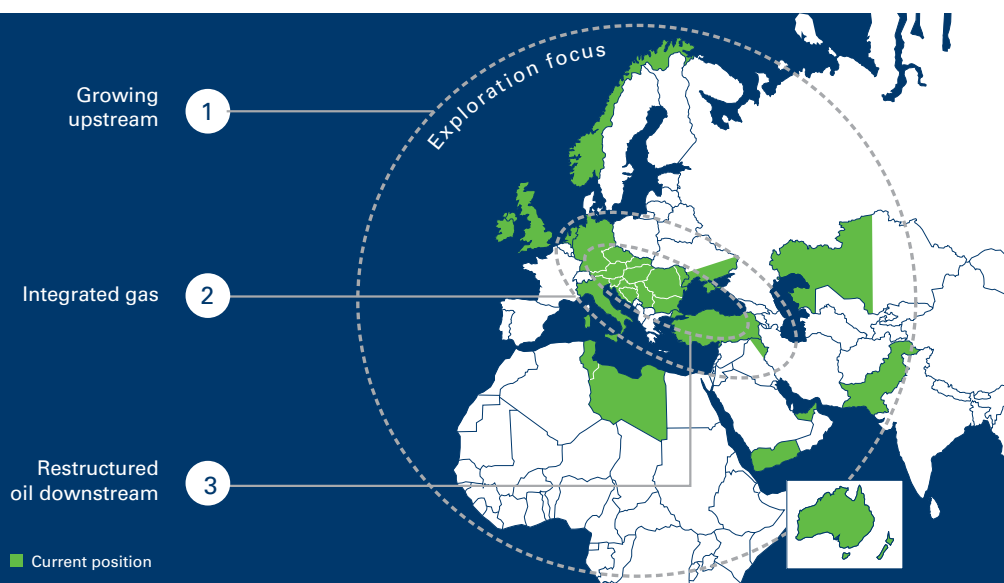 Exploration focus
Growing
upstream
1
Integrated gas
2
Restructured
oil downstream
3
Current position